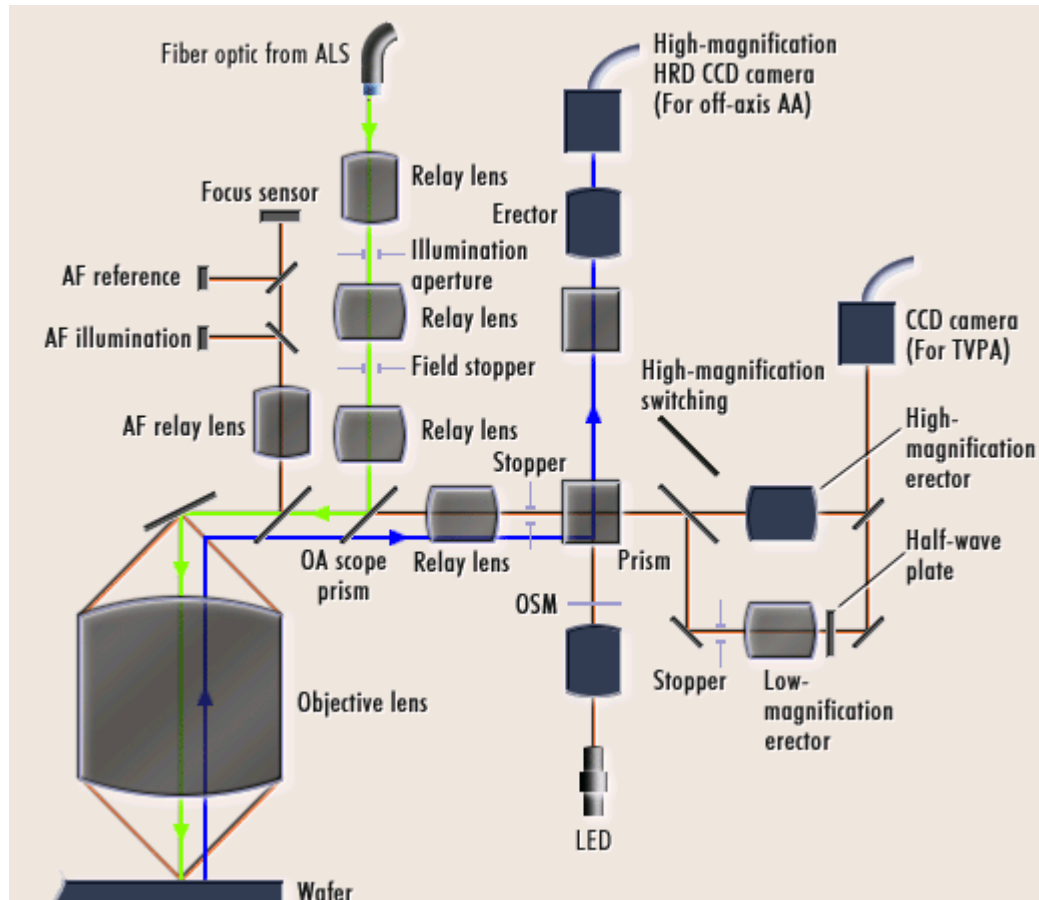 Fiber optic from ALS
High-magnification
HRD CCD camera
(For off-axis AA)
Relay lens
Focus sensor
Erector
Illumination
aperture
AF reference
Relay lens
AF illumination
CCD camera
(For TVPA)
Field stopper
High-magnification
switching
AF relay lens
Relay lens
High-
magnification
erector
Stopper
OA scope
prism
Relay lens
Prism
Half-wave
plate
OSM
Objective lens
Stopper
Low-
magnification
erector
LED
Wafer